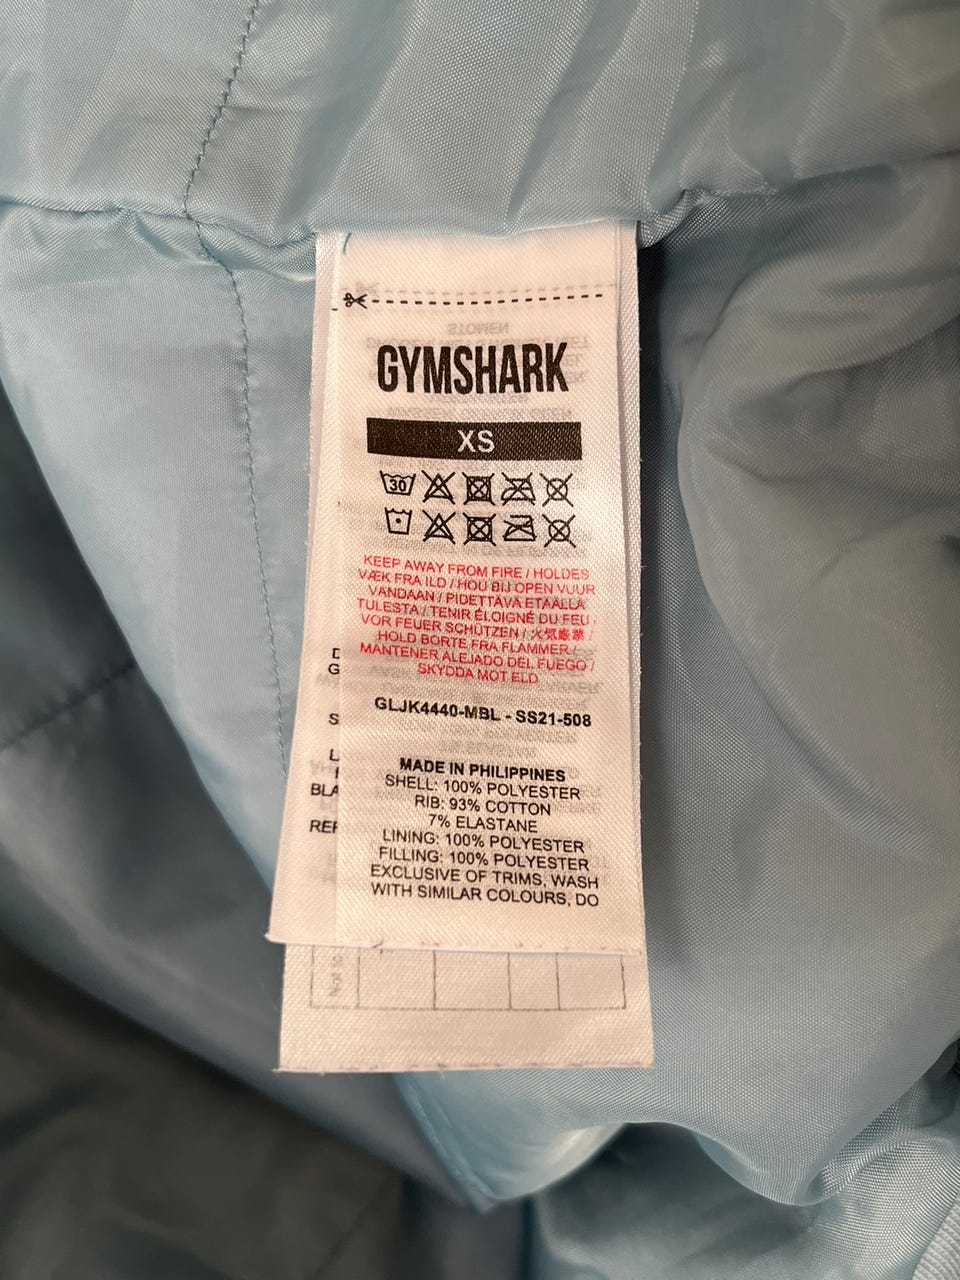 GYMSHARK
XS
30
KEEP AWAY FROM FIRE / HOLDES
VÆK FRA ILD / HOU BIJ OPEN VUUR
VANDAAN / PIDETTÄVÄ ETÄÄLLÄ
TULESTA / TENIR ÉLOIGNÉ DU FEU /
VOR FEUER SCHÜTZEN / 火気厳禁 /
HOLD BORTE FRA FLAMMER /
MANTENER ALEJADO DEL FUEGO /
SKYDDA MOT ELD
GLJK4440-MBL - SS21-508
MADE IN PHILIPPINES
SHELL: 100% POLYESTER
RIB: 93% COTTON
7% ELASTANE
LINING: 100% POLYESTER
FILLING: 100% POLYESTER
EXCLUSIVE OF TRIMS, WASH
WITH SIMILAR COLOURS, DO
G
S
BLA
REF